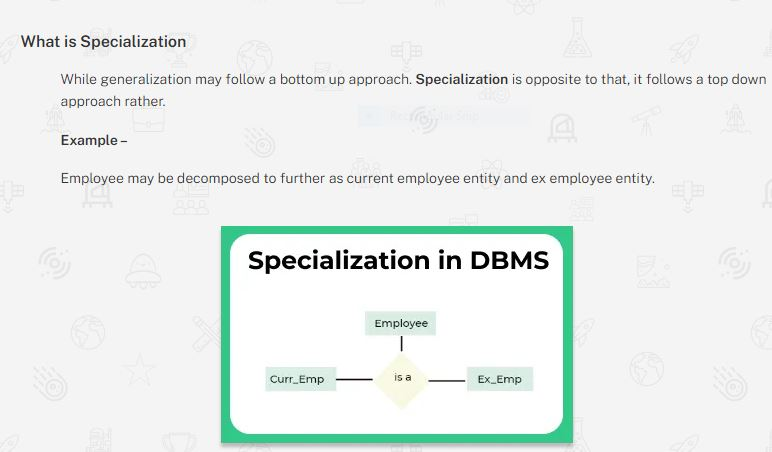 What is Specialization
While generalization may follow a bottom up approach. Specialization is opposite to that, it follows a top down
approach rather.
Example –
Employee may be decomposed to further as current employee entity and ex employee entity.
Specialization in DBMS
Employee
Curr_Emp
is a
Ex_Emp